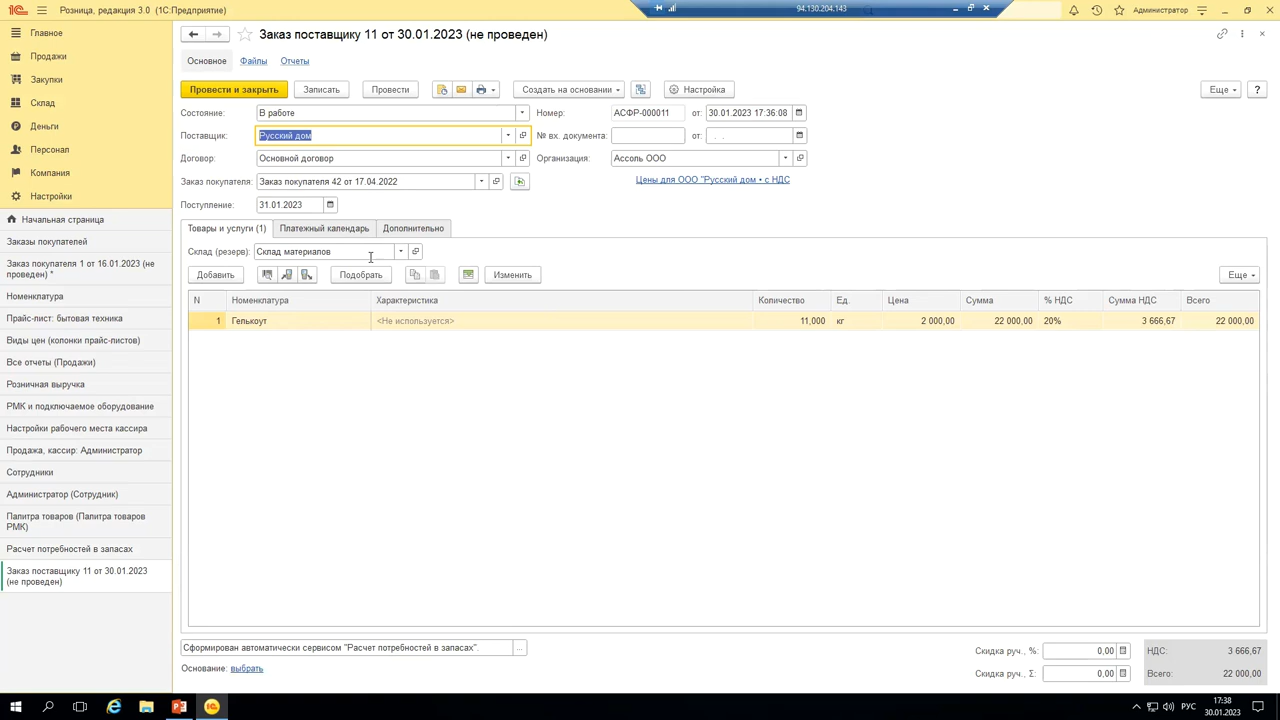 Розница, редакция 3.0 (1С:Предприятие)
94.130.204.143
Администратор
Главное
Продажи
Закупки
Склад
Деньги
Персонал
Компания
Настройки
Начальная страница
Заказы покупателей
Заказ покупателя 1 от 16.01.2023 (не
проведен) *
Номенклатура
Прайс-лист: бытовая техника
Виды цен (колонки прайс-листов)
Все отчеты (Продажи)
Розничная выручка
РМК и подключаемое оборудование
Настройки рабочего места кассира
Продажа, кассир: Администратор
Сотрудники
Администратор (Сотрудник)
Палитра товаров (Палитра товаров
РМК)
Расчет потребностей в запасах
Заказ поставщику 11 от 30.01.2023
(не проведен)
Заказ поставщику 11 от 30.01.2023 (не проведен)
Основное Файлы Отчеты
Провести и закрыть Записать Провести Создать на основании Настройка Еще ?
Состояние: В работе Номер: АСФР-000011 от: 30.01.2023 17:36:08
Поставщик: Русский дом № вх. документа: от: . .
Договор: Основной договор Организация: Ассоль ООО
Заказ покупателя: Заказ покупателя 42 от 17.04.2022 Цены для ООО "Русский дом • с НДС
Поступление: 31.01.2023
Товары и услуги (1) Платежный календарь Дополнительно
Склад (резерв): Склад материалов
Добавить Подобрать Изменить Еще
N Номенклатура Характеристика Количество Ед. Цена Сумма % НДС Сумма НДС Всего
1 Гелькоут <Не используется> 11,000 кг 2 000,00 22 000,00 20% 3 666,67 22 000,00
Сформирован автоматически сервисом "Расчет потребностей в запасах". ...
Скидка руч., %: 0,00 НДС: 3 666,67
Основание: выбрать
Скидка руч., Σ: 0,00 Всего: 22 000,00
РУС
17:38
30.01.2023